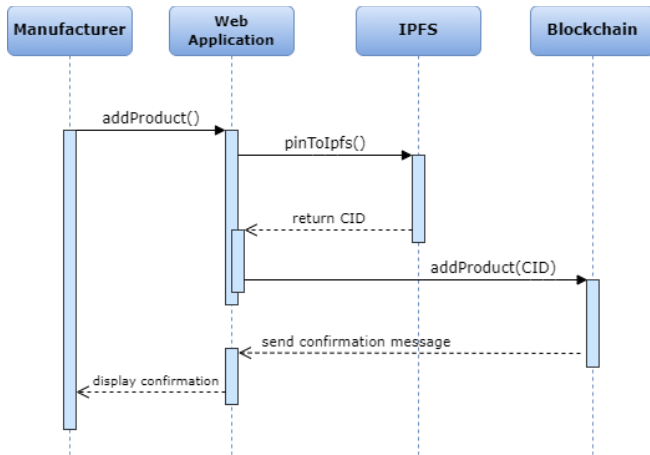 Manufacturer
Web
Application
IPFS
Blockchain
addProduct()
pinToIpfs()
return CID
addProduct(CID)
send confirmation message
display confirmation